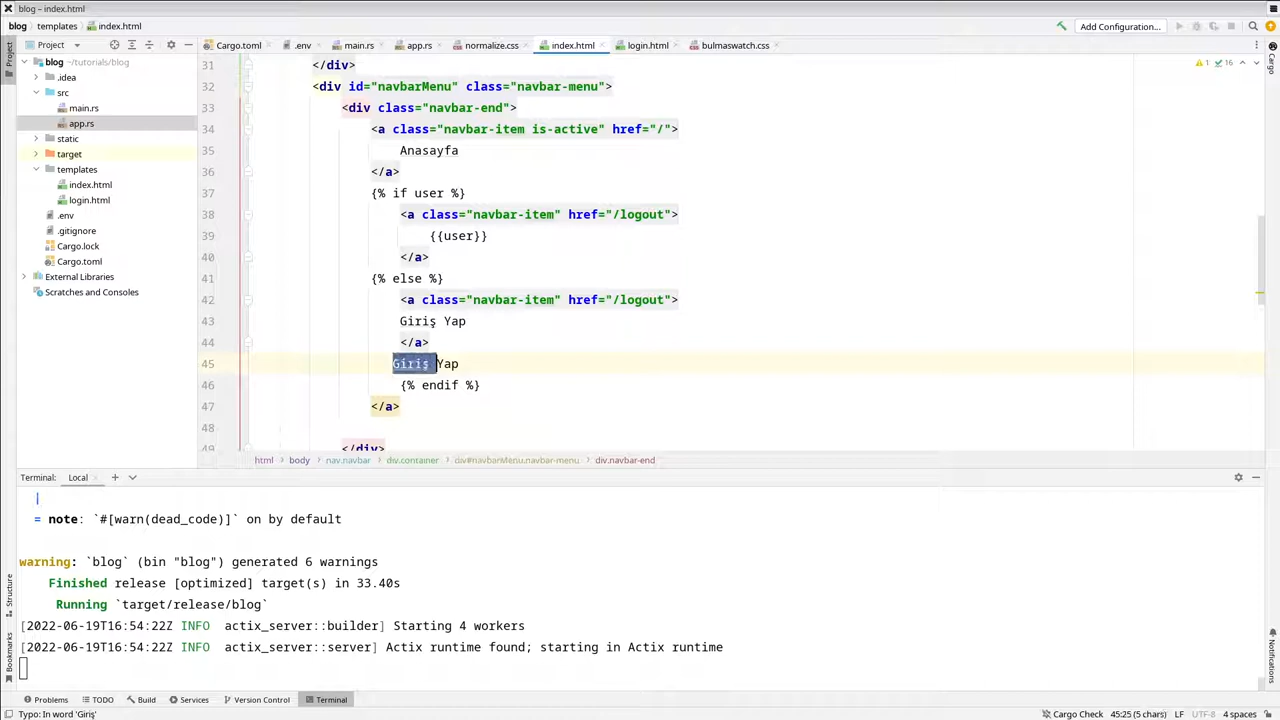 blog – index.html
blog templates index.html
Add Configuration...
Project
Cargo.toml
.env
main.rs
app.rs
normalize.css
index.html
login.html
bulmaswatch.css
Project
Cargo
blog ~/tutorials/blog
.idea
src
main.rs
app.rs
static
target
templates
index.html
login.html
.env
.gitignore
Cargo.lock
Cargo.toml
External Libraries
Scratches and Consoles
1 16
31 </div>
32 <div id="navbarMenu" class="navbar-menu">
33 <div class="navbar-end">
34 <a class="navbar-item is-active" href="/">
35 Anasayfa
36 </a>
37 {% if user %}
38 <a class="navbar-item" href="/logout">
39 {{user}}
40 </a>
41 {% else %}
42 <a class="navbar-item" href="/logout">
43 Giriş Yap
44 </a>
45 Giriş Yap
46 {% endif %}
47 </a>
48
49 </div>
html body nav.navbar div.container div#navbarMenu.navbar-menu div.navbar-end
Terminal: Local
|
= note: `#[warn(dead_code)]` on by default
warning: `blog` (bin "blog") generated 6 warnings
Finished release [optimized] target(s) in 33.40s
Running `target/release/blog`
[2022-06-19T16:54:22Z INFO actix_server::builder] Starting 4 workers
[2022-06-19T16:54:22Z INFO actix_server::server] Actix runtime found; starting in Actix runtime
Structure
Bookmarks
Notifications
Problems TODO Build Services Version Control Terminal
Typo: In word 'Giriş'
Cargo Check 45:25 (5 chars) LF UTF-8 4 spaces